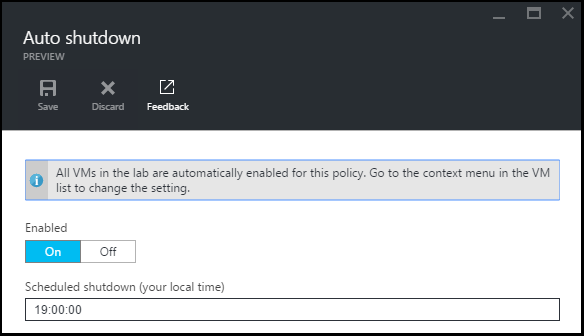 Auto shutdown
PREVIEW
Save Discard Feedback
All VMs in the lab are automatically enabled for this policy. Go to the context menu in the VM
list to change the setting.
Enabled
On Off
Scheduled shutdown (your local time)
19:00:00